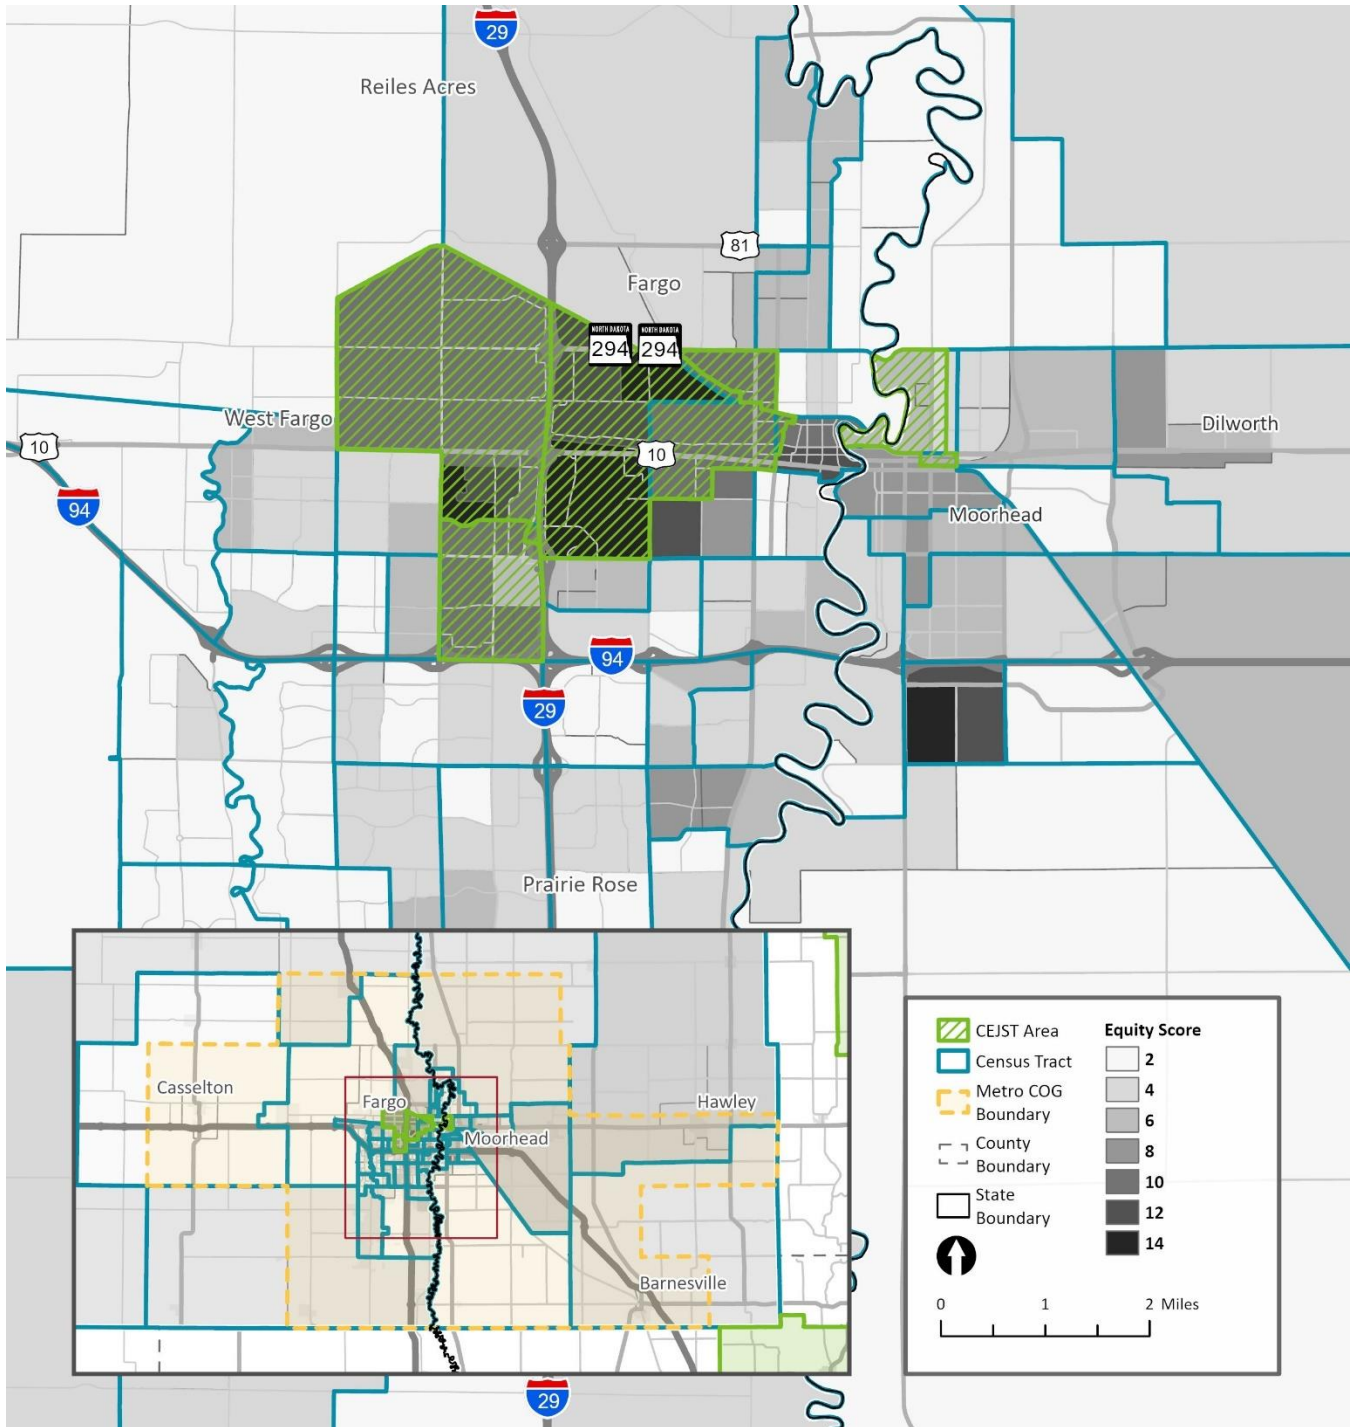 29
Reiles Acres
81
Fargo
NORTH DAKOTA
294
NORTH DAKOTA
294
West Fargo
10
Dilworth
10
94
Moorhead
94
29
Prairie Rose
Casselton
Fargo
Hawley
Moorhead
Barnesville
CEJST Area
Census Tract
Metro COG
Boundary
County
Boundary
State
Boundary
Equity Score
2
4
6
8
10
12
14
0 1 2 Miles
29